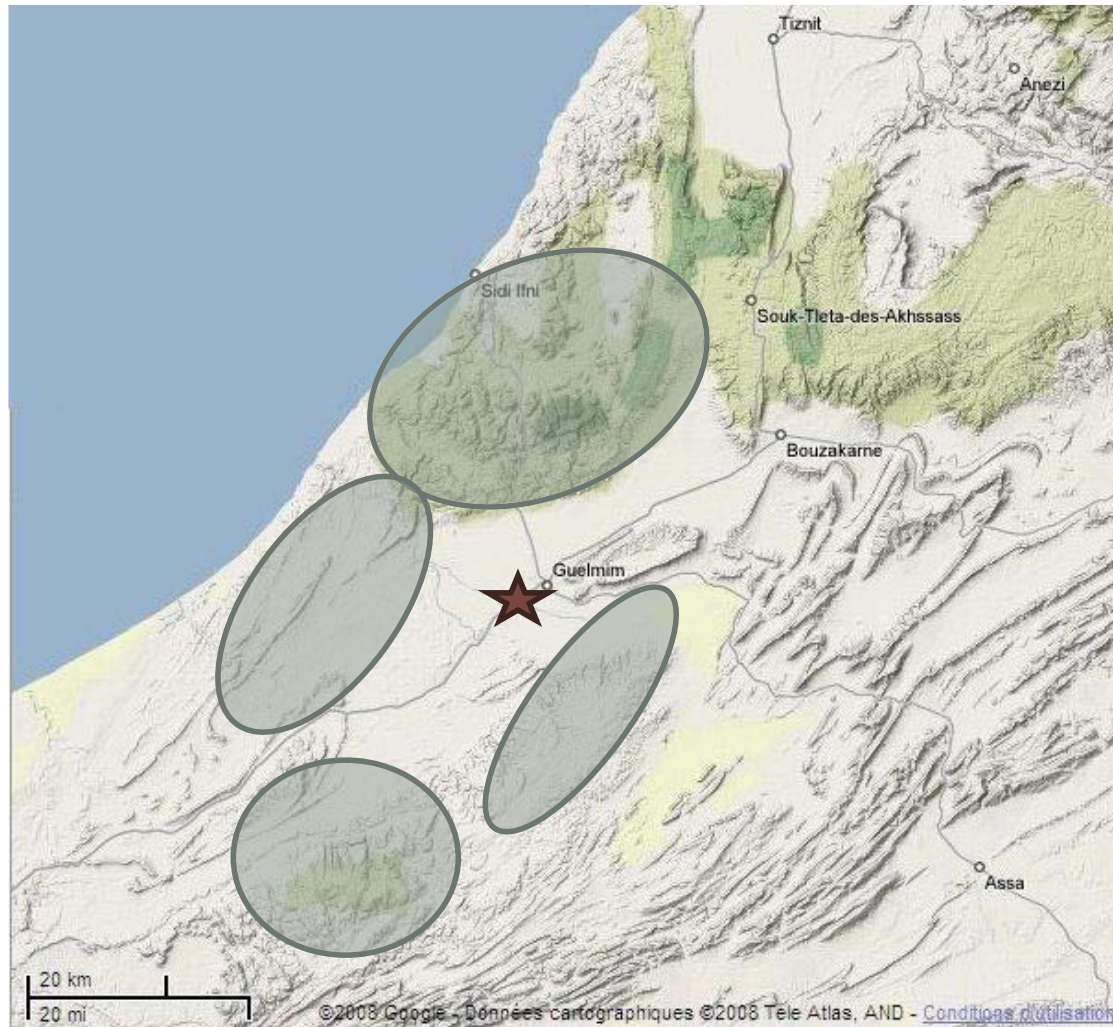 Tiznit
Anezi
Sidi Ifni
Souk-Tleta-des-Akhssass
Bouzakarne
Guelmim
Assa
20 km
20 mi
©2008 Google - Données cartographiques ©2008 Tele Atlas, AND - Conditions d'utilisation